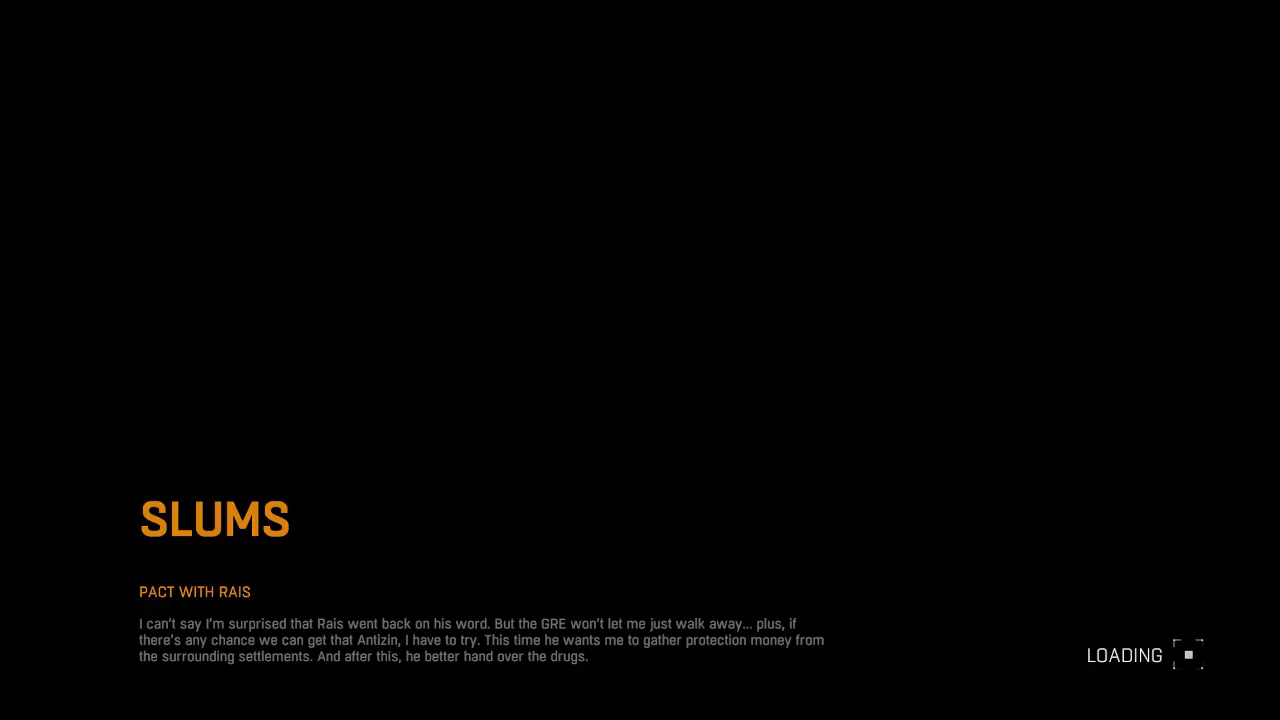 SLUMS
PACT WITH RAIS
I can't say I'm surprised that Rais went back on his word. But the GRE won't let me just walk away... plus, if
there's any chance we can get that Antizin, I have to try. This time he wants me to gather protection money from
the surrounding settlements. And after this, he better hand over the drugs.
LOADING